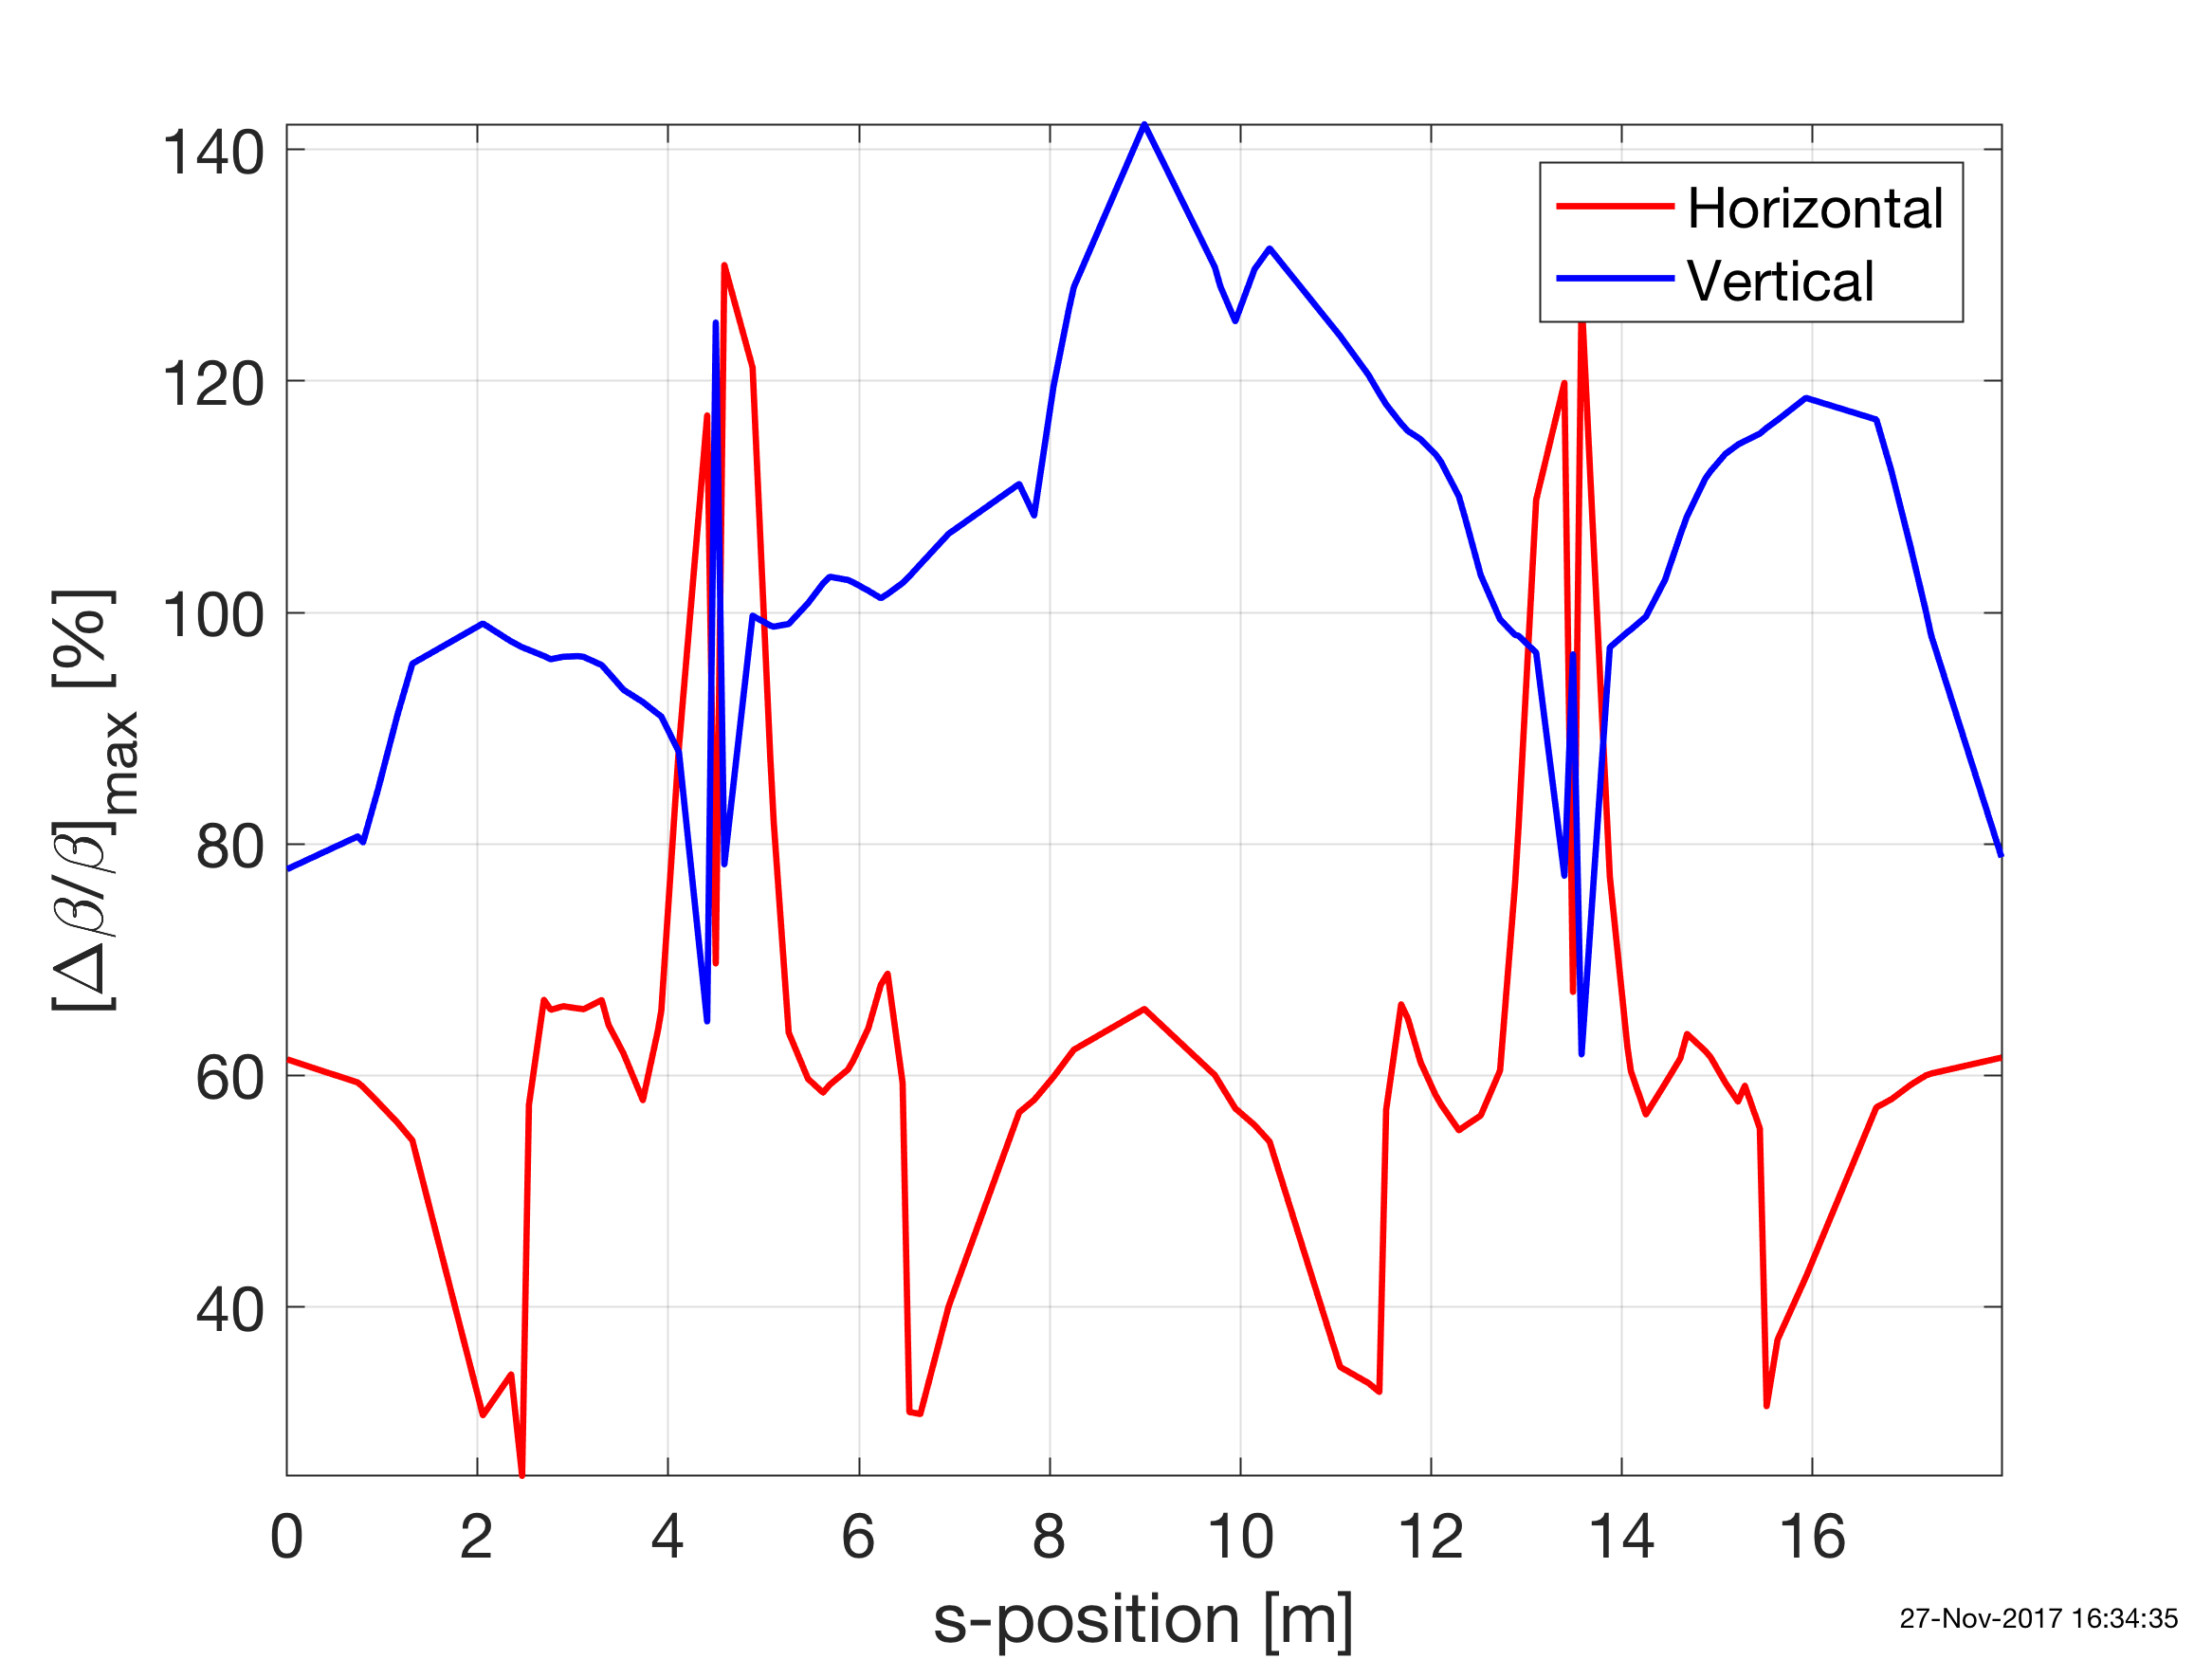 140
120
100
80
60
40
[Δβ/β]max [%]
Horizontal
Vertical
0 2 4 6 8 10 12 14 16
s-position [m]
27-Nov-2017 16:34:35